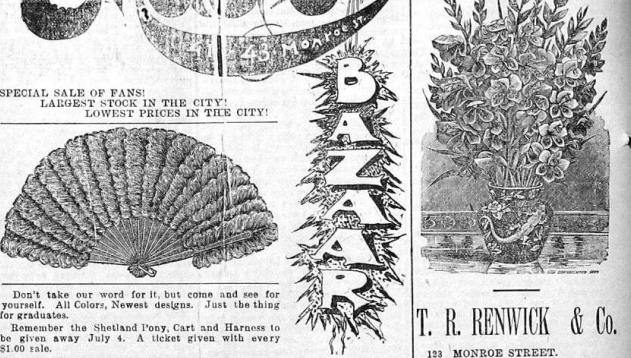 41 & 43 Monroe St.
SPECIAL SALE OF FANS!
LARGEST STOCK IN THE CITY!
LOWEST PRICES IN THE CITY!
BAZAAR
Don't take our word for it, but come and see for
yourself. All Colors, Newest designs. Just the thing
for graduates.
Remember the Shetland Pony, Cart and Harness to
be given away July 4. A ticket given with every
$1.00 sale.
T. R. RENWICK & Co.
123 MONROE STREET.